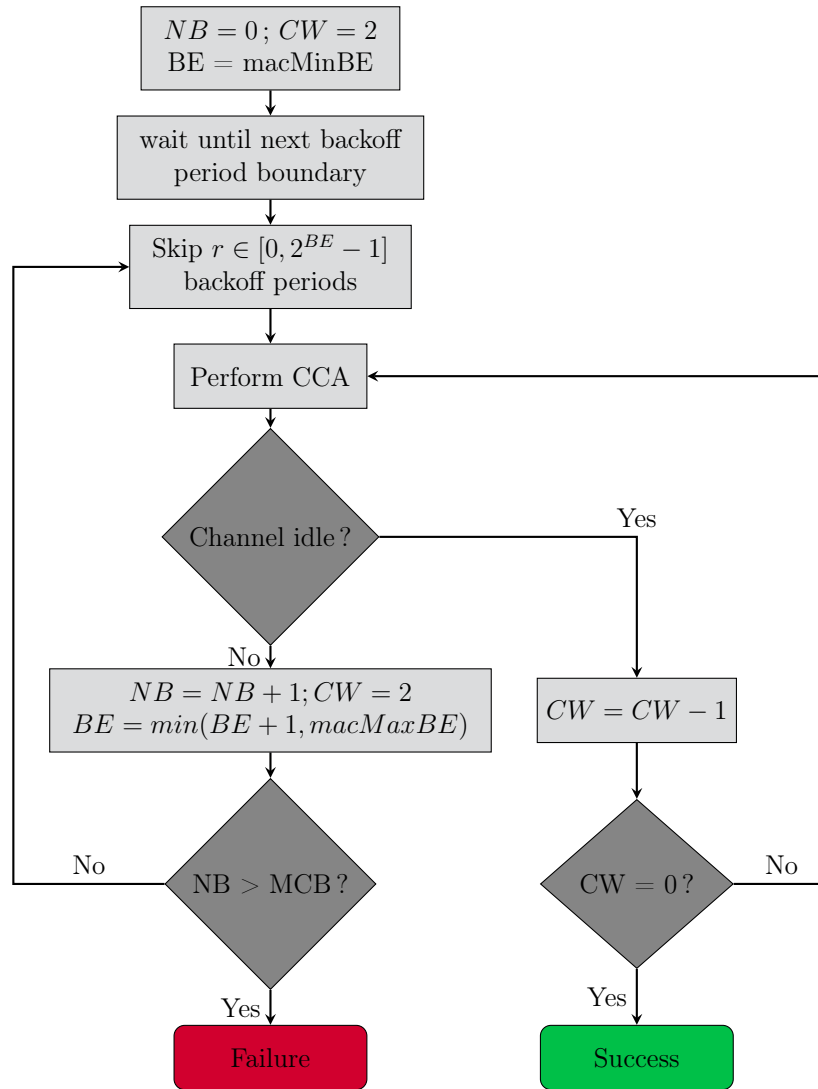 NB = 0 ; CW = 2
BE = macMinBE
wait until next backoff
period boundary
Skip r ∈ [0, 2^{BE} − 1]
backoff periods
Perform CCA
Channel idle ?
Yes
No
NB = NB + 1; CW = 2
BE = min(BE + 1, macMaxBE)
CW = CW − 1
NB > MCB ?
No
CW = 0 ?
No
Yes
Yes
Failure
Success